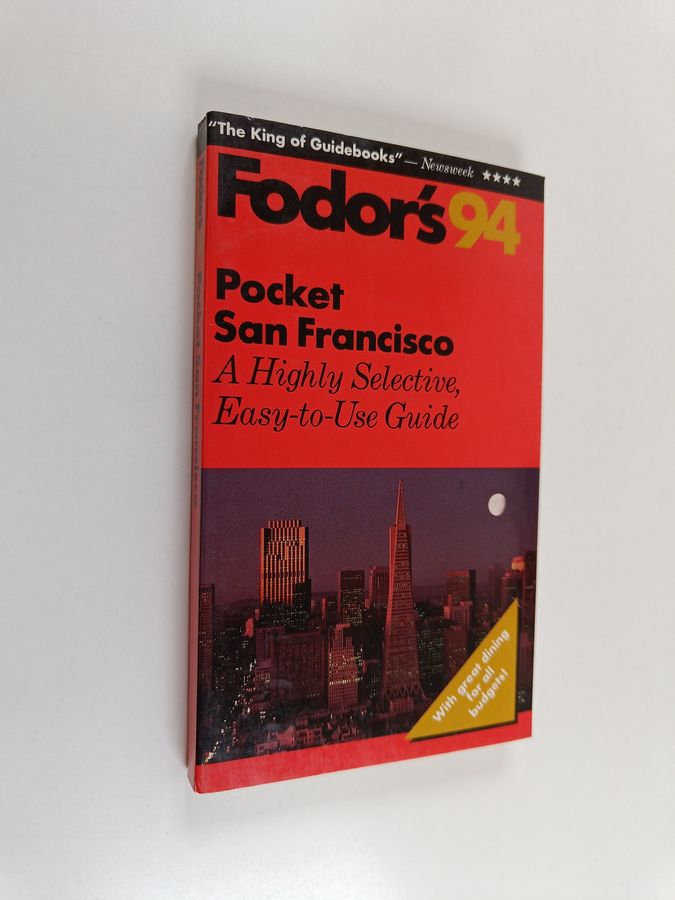 "The King of Guidebooks" — Newsweek ★★★★
Fodor's 94
Pocket
San Francisco
A Highly Selective,
Easy-to-Use Guide
With great dining
for all
budgets!
Fodor's Pocket San Francisco